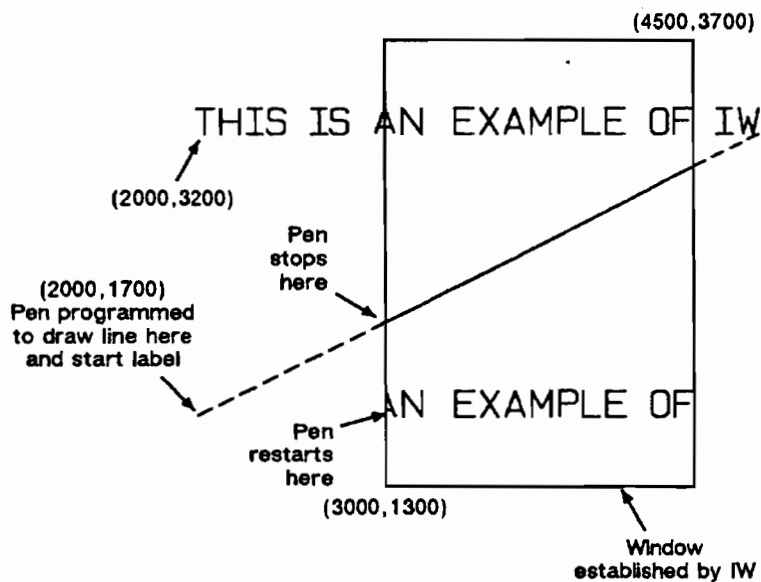 (4500,3700)
THIS IS AN EXAMPLE OF IW
(2000,3200)
Pen
stops
here
(2000,1700)
Pen programmed
to draw line here
and start label
AN EXAMPLE OF
Pen
restarts
here
(3000,1300)
Window
established by IW